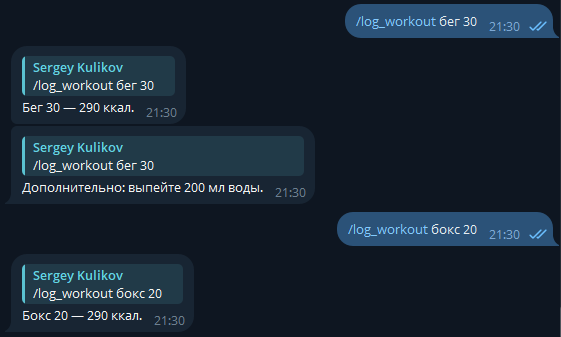 /log_workout бег 30 21:30
Sergey Kulikov
/log_workout бег 30
Бег 30 — 290 ккал. 21:30
Sergey Kulikov
/log_workout бег 30
Дополнительно: выпейте 200 мл воды. 21:30
/log_workout бокс 20 21:30
Sergey Kulikov
/log_workout бокс 20
Бокс 20 — 290 ккал. 21:30